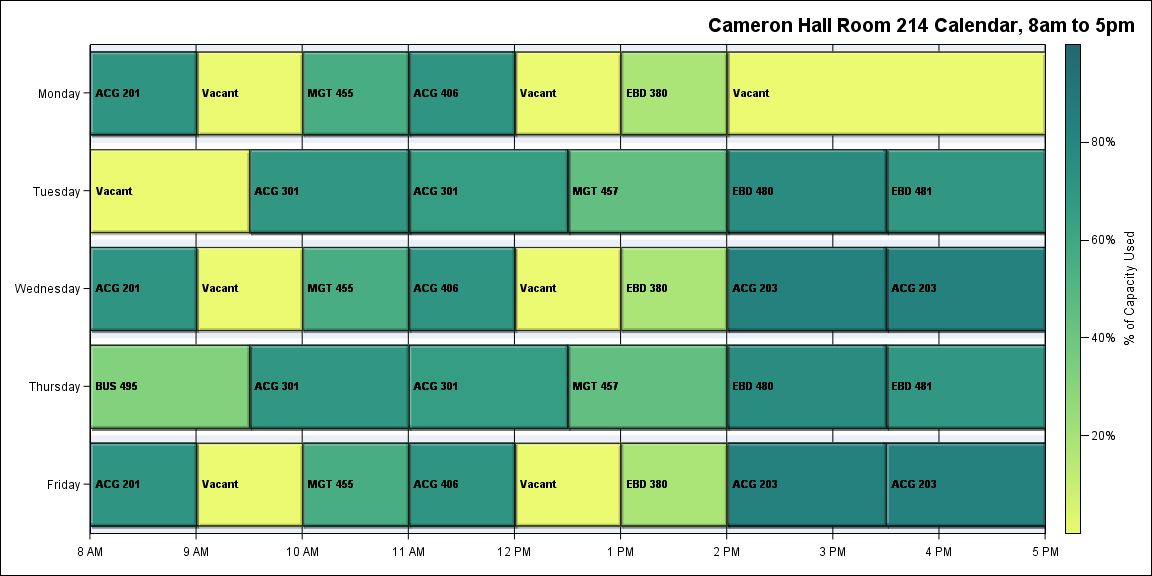 Cameron Hall Room 214 Calendar, 8am to 5pm
Monday
ACG 201
Vacant
MGT 455
ACG 406
Vacant
EBD 380
Vacant
Tuesday
Vacant
ACG 301
ACG 301
MGT 457
EBD 480
EBD 481
Wednesday
ACG 201
Vacant
MGT 455
ACG 406
Vacant
EBD 380
ACG 203
ACG 203
Thursday
BUS 495
ACG 301
ACG 301
MGT 457
EBD 480
EBD 481
Friday
ACG 201
Vacant
MGT 455
ACG 406
Vacant
EBD 380
ACG 203
ACG 203
8 AM
9 AM
10 AM
11 AM
12 PM
1 PM
2 PM
3 PM
4 PM
5 PM
80%
60%
40%
20%
% of Capacity Used